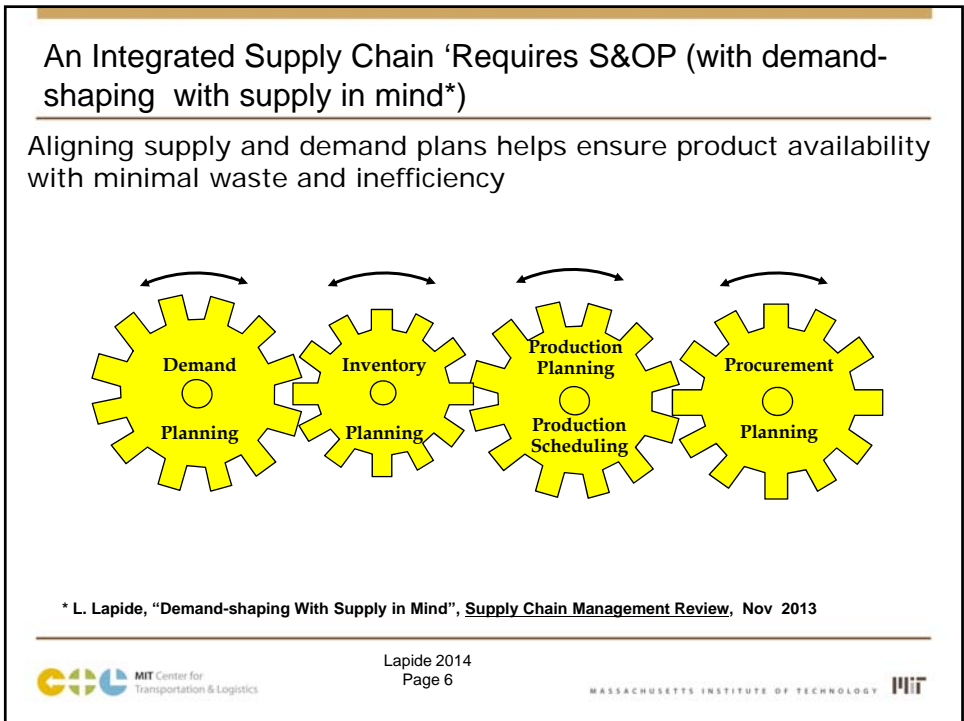 An Integrated Supply Chain ‘Requires S&OP (with demand-
shaping  with supply in mind*)
Aligning supply and demand plans helps ensure product availability
with minimal waste and inefficiency
Demand
Planning
Inventory
Planning
Production
Planning
Production
Scheduling
Procurement
Planning
* L. Lapide, “Demand-shaping With Supply in Mind”, Supply Chain Management Review,  Nov  2013
MIT Center for
Transportation & Logistics
Lapide 2014
Page 6
MASSACHUSETTS INSTITUTE OF TECHNOLOGY